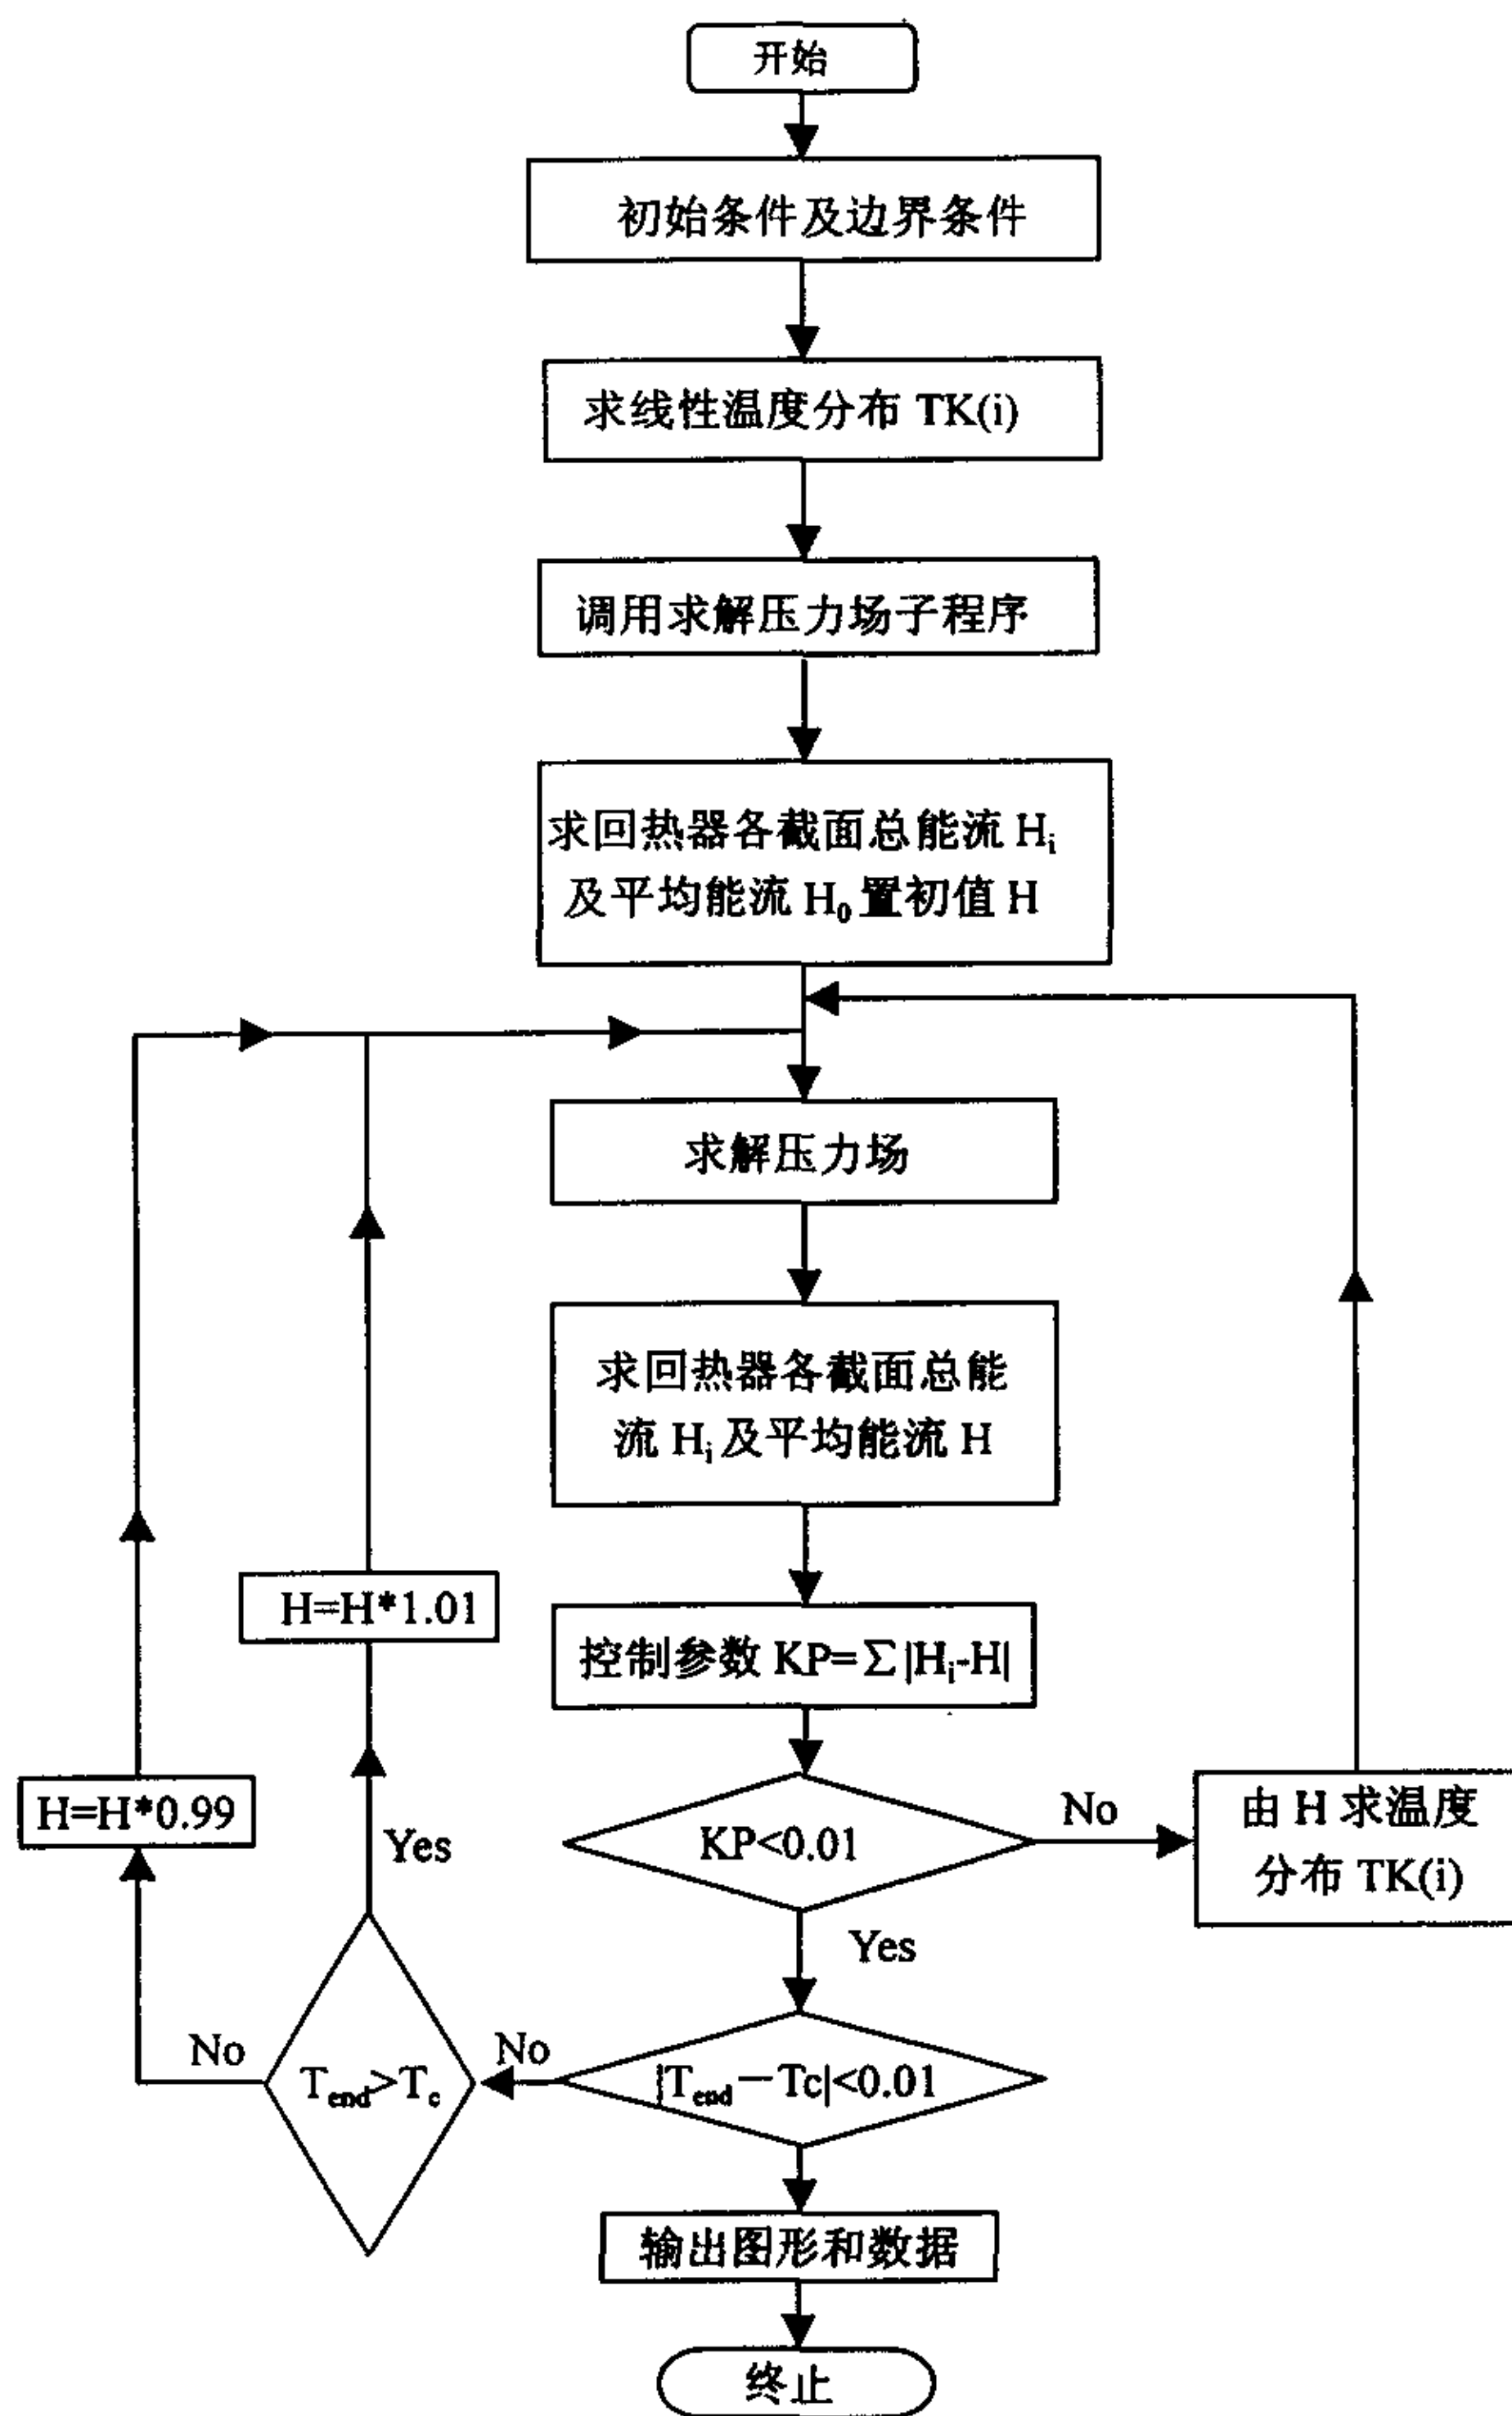 开始
初始条件及边界条件
求线性温度分布 TK(i)
调用求解压力场子程序
求回热器各截面总能流 Hi
及平均能流 H0 置初值 H
求解压力场
求回热器各截面总能
流 Hi 及平均能流 H
H=H*1.01
控制参数 KP=∑|Hi-H|
H=H*0.99
Yes
KP<0.01
No
由 H 求温度
分布 TK(i)
Yes
No
Tend>Tc
No
|Tend－Tc|<0.01
输出图形和数据
终止